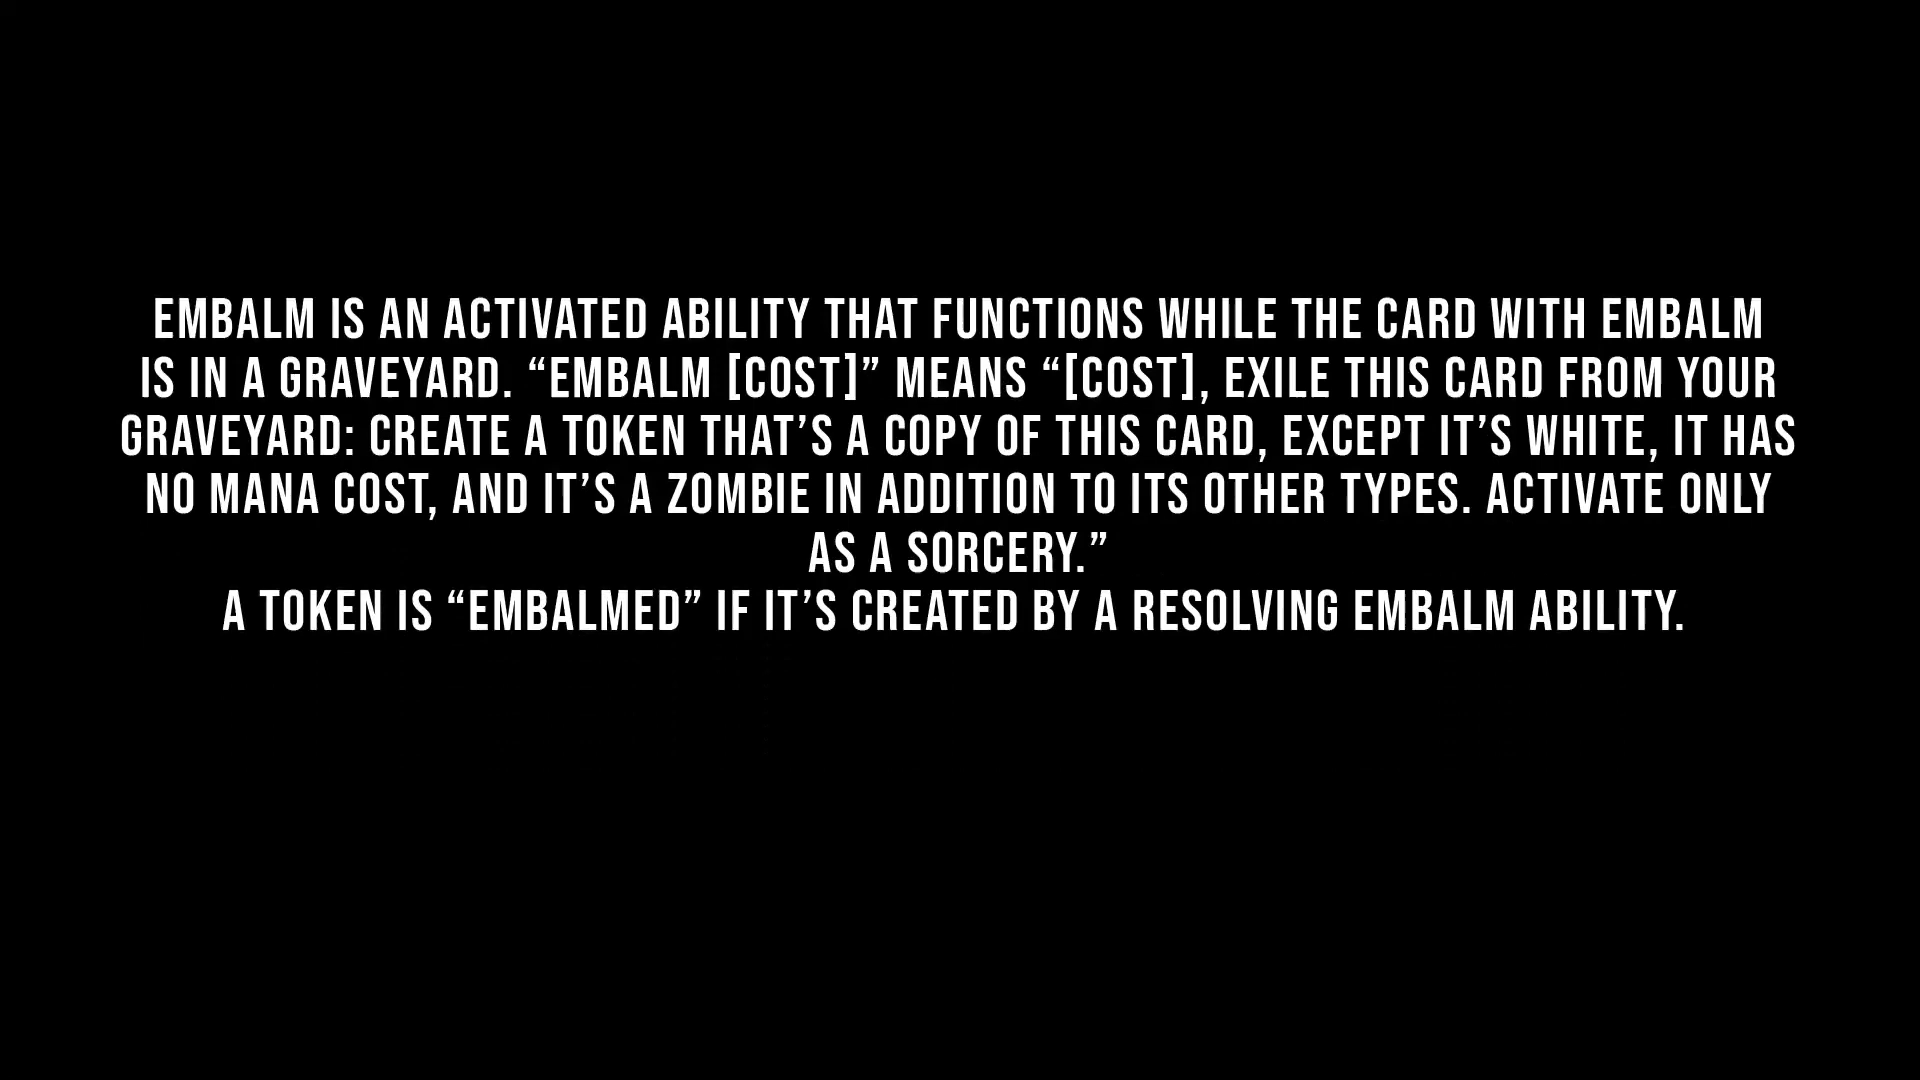 EMBALM IS AN ACTIVATED ABILITY THAT FUNCTIONS WHILE THE CARD WITH EMBALM
IS IN A GRAVEYARD. “EMBALM [COST]” MEANS “[COST], EXILE THIS CARD FROM YOUR
GRAVEYARD: CREATE A TOKEN THAT’S A COPY OF THIS CARD, EXCEPT IT’S WHITE, IT HAS
NO MANA COST, AND IT’S A ZOMBIE IN ADDITION TO ITS OTHER TYPES. ACTIVATE ONLY
AS A SORCERY.”
A TOKEN IS “EMBALMED” IF IT’S CREATED BY A RESOLVING EMBALM ABILITY.